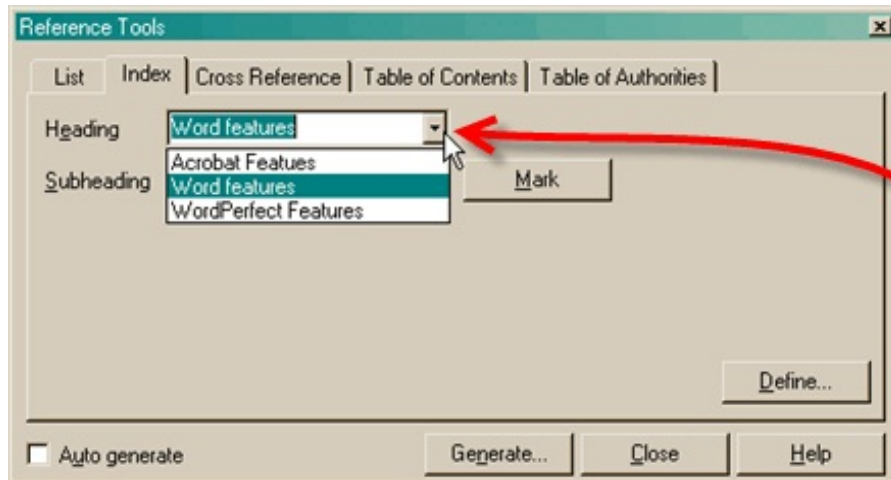 Reference Tools
List Index Cross Reference Table of Contents Table of Authorities
Heading Word features
Acrobat Featues
Subheading Word features Mark
WordPerfect Features
Define...
Auto generate Generate... Close Help